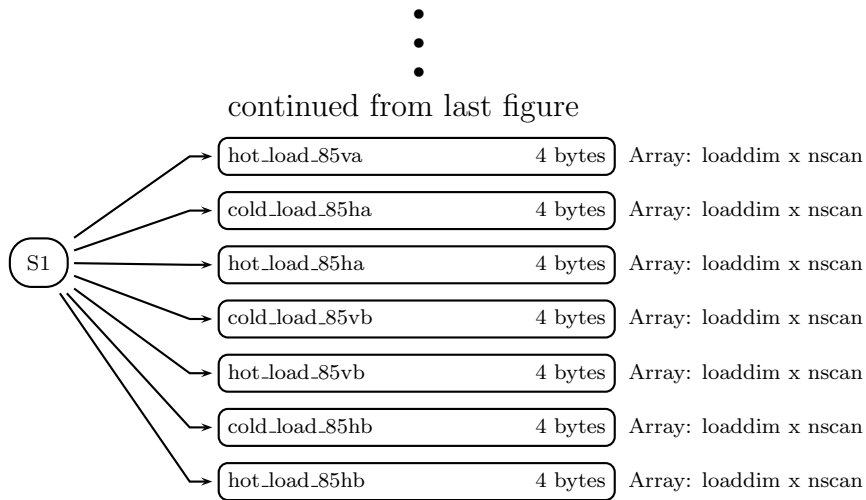 continued from last figure
hot_load_85va 4 bytes Array: loaddim x nscan
cold_load_85ha 4 bytes Array: loaddim x nscan
S1 hot_load_85ha 4 bytes Array: loaddim x nscan
cold_load_85vb 4 bytes Array: loaddim x nscan
hot_load_85vb 4 bytes Array: loaddim x nscan
cold_load_85hb 4 bytes Array: loaddim x nscan
hot_load_85hb 4 bytes Array: loaddim x nscan